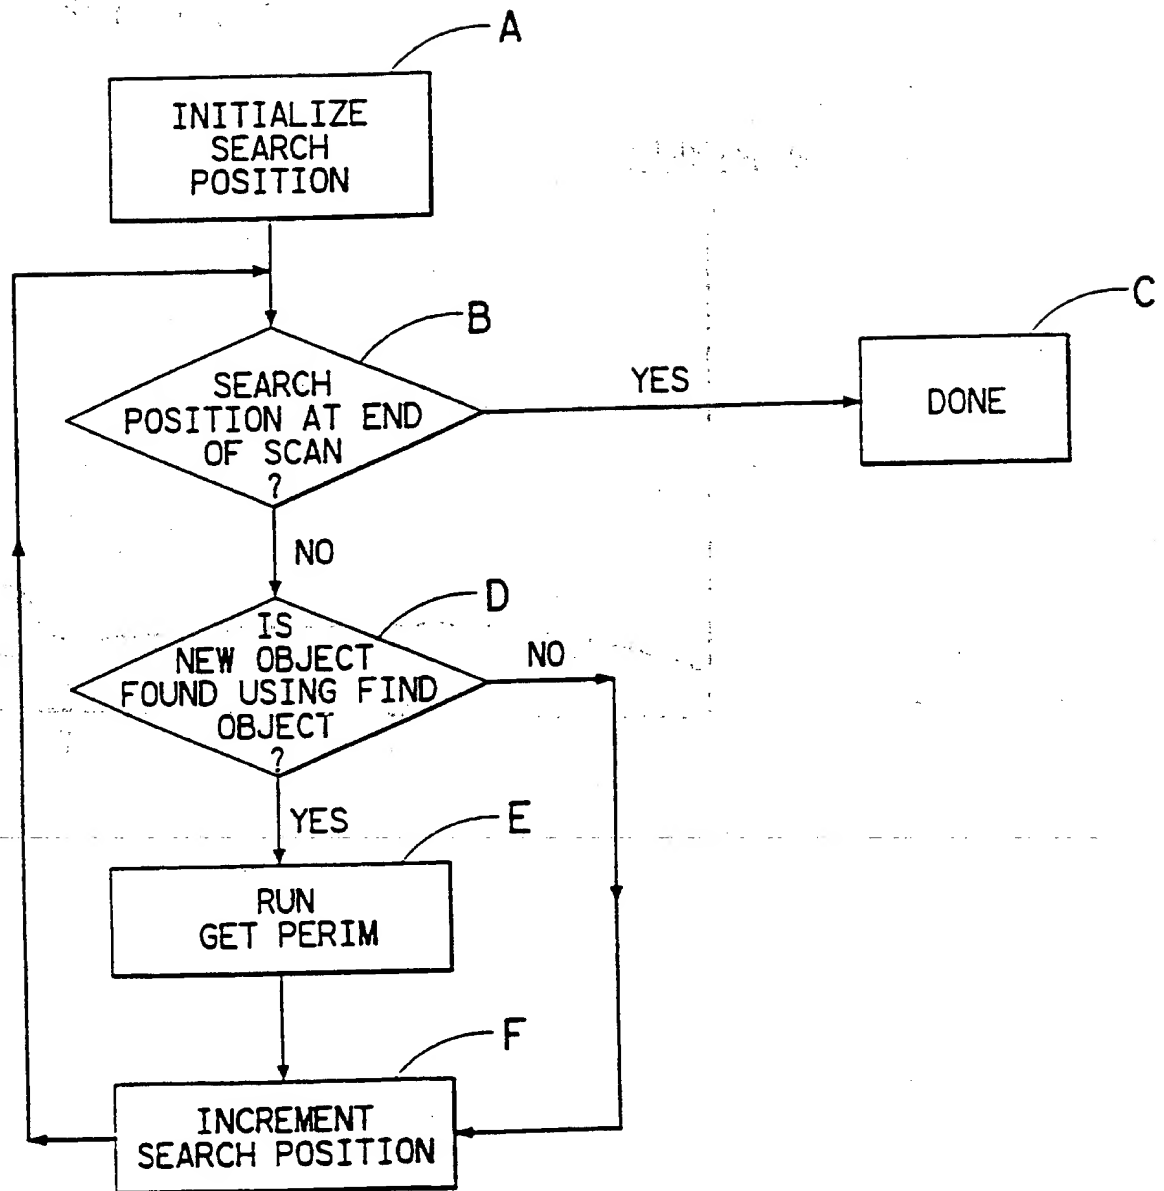 A
INITIALIZE
SEARCH
POSITION
B
SEARCH
POSITION AT END
OF SCAN
?
YES
C
DONE
NO
D
IS
NEW OBJECT
FOUND USING FIND
OBJECT
?
NO
YES
E
RUN
GET PERIM
F
INCREMENT
SEARCH POSITION